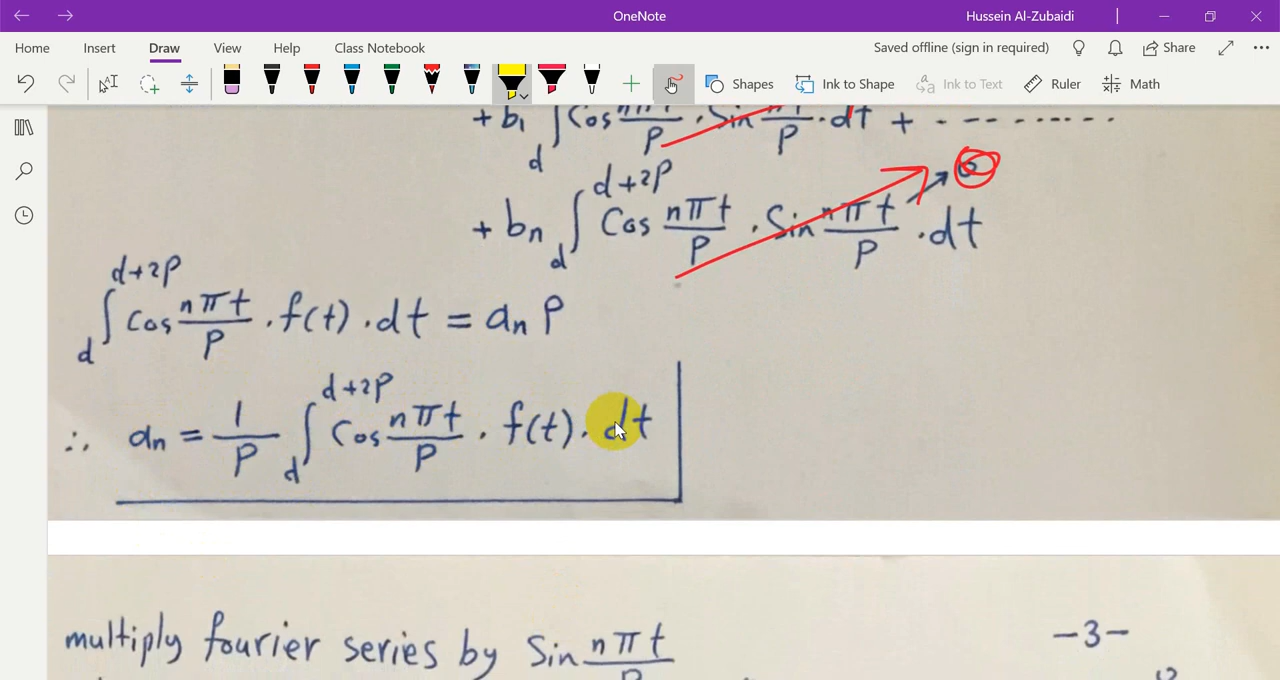 OneNote
Hussein Al-Zubaidi
Home Insert Draw View Help Class Notebook
Saved offline (sign in required) Share
Shapes Ink to Shape Ink to Text Ruler Math
+ b₁ ∫ Cos nπt/P . Sin nπt/P . dt + - - - - - - - -
d
d+2P
+ bn ∫ Cos nπt/P . Sin nπt/P . dt → 0
d
d+2P
∫ Cos nπt/P . f(t) . dt = an P
d
d+2P
∴ an = 1/P ∫ Cos nπt/P . f(t) . dt
d
multiply fourier series by Sin nπt/P
-3-